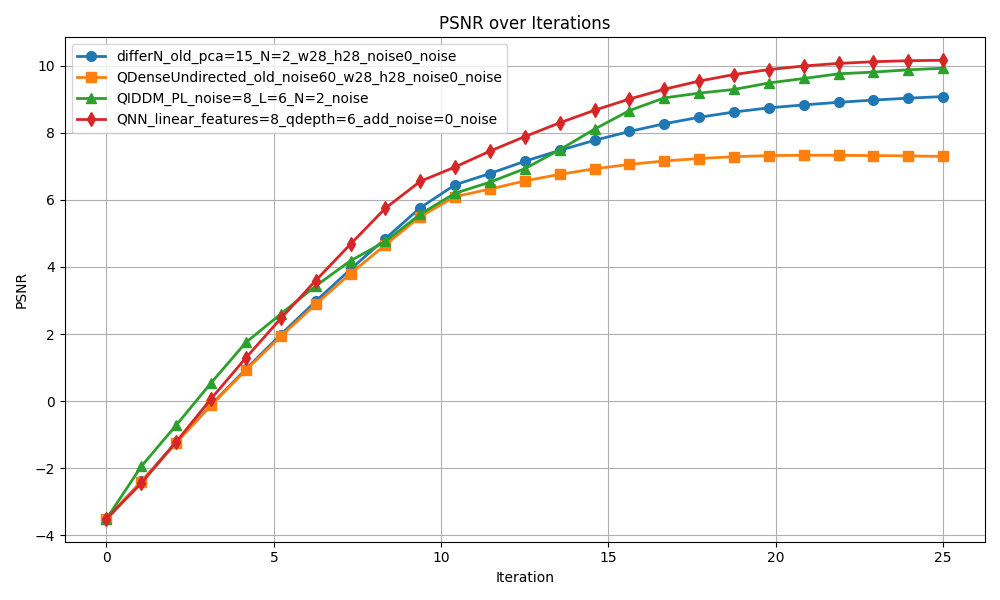 PSNR over Iterations
differN_old_pca=15_N=2_w28_h28_noise0_noise
QDenseUndirected_old_noise60_w28_h28_noise0_noise
QIDDM_PL_noise=8_L=6_N=2_noise
QNN_linear_features=8_qdepth=6_add_noise=0_noise
PSNR
10
8
6
4
2
0
−2
−4
0 5 10 15 20 25
Iteration